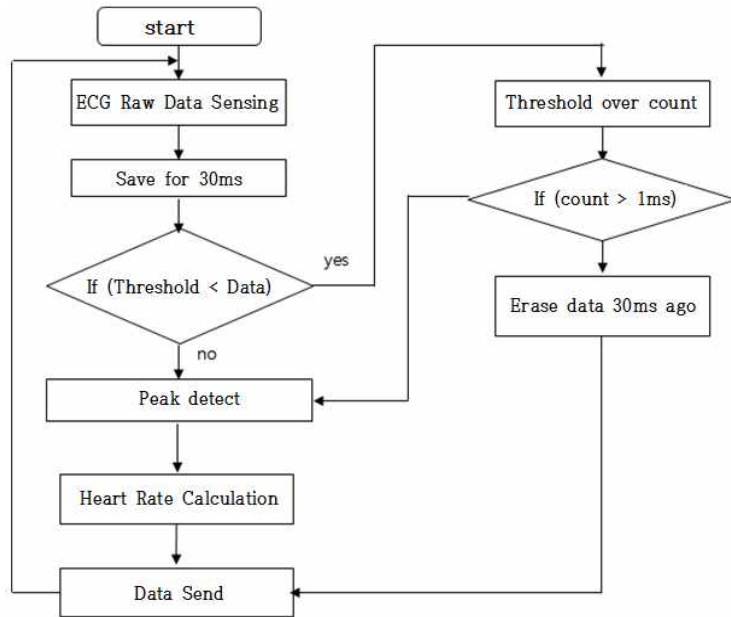 start
ECG Raw Data Sensing
Save for 30ms
If (Threshold < Data)
yes
no
Peak detect
Heart Rate Calculation
Data Send
Threshold over count
If (count > 1ms)
Erase data 30ms ago